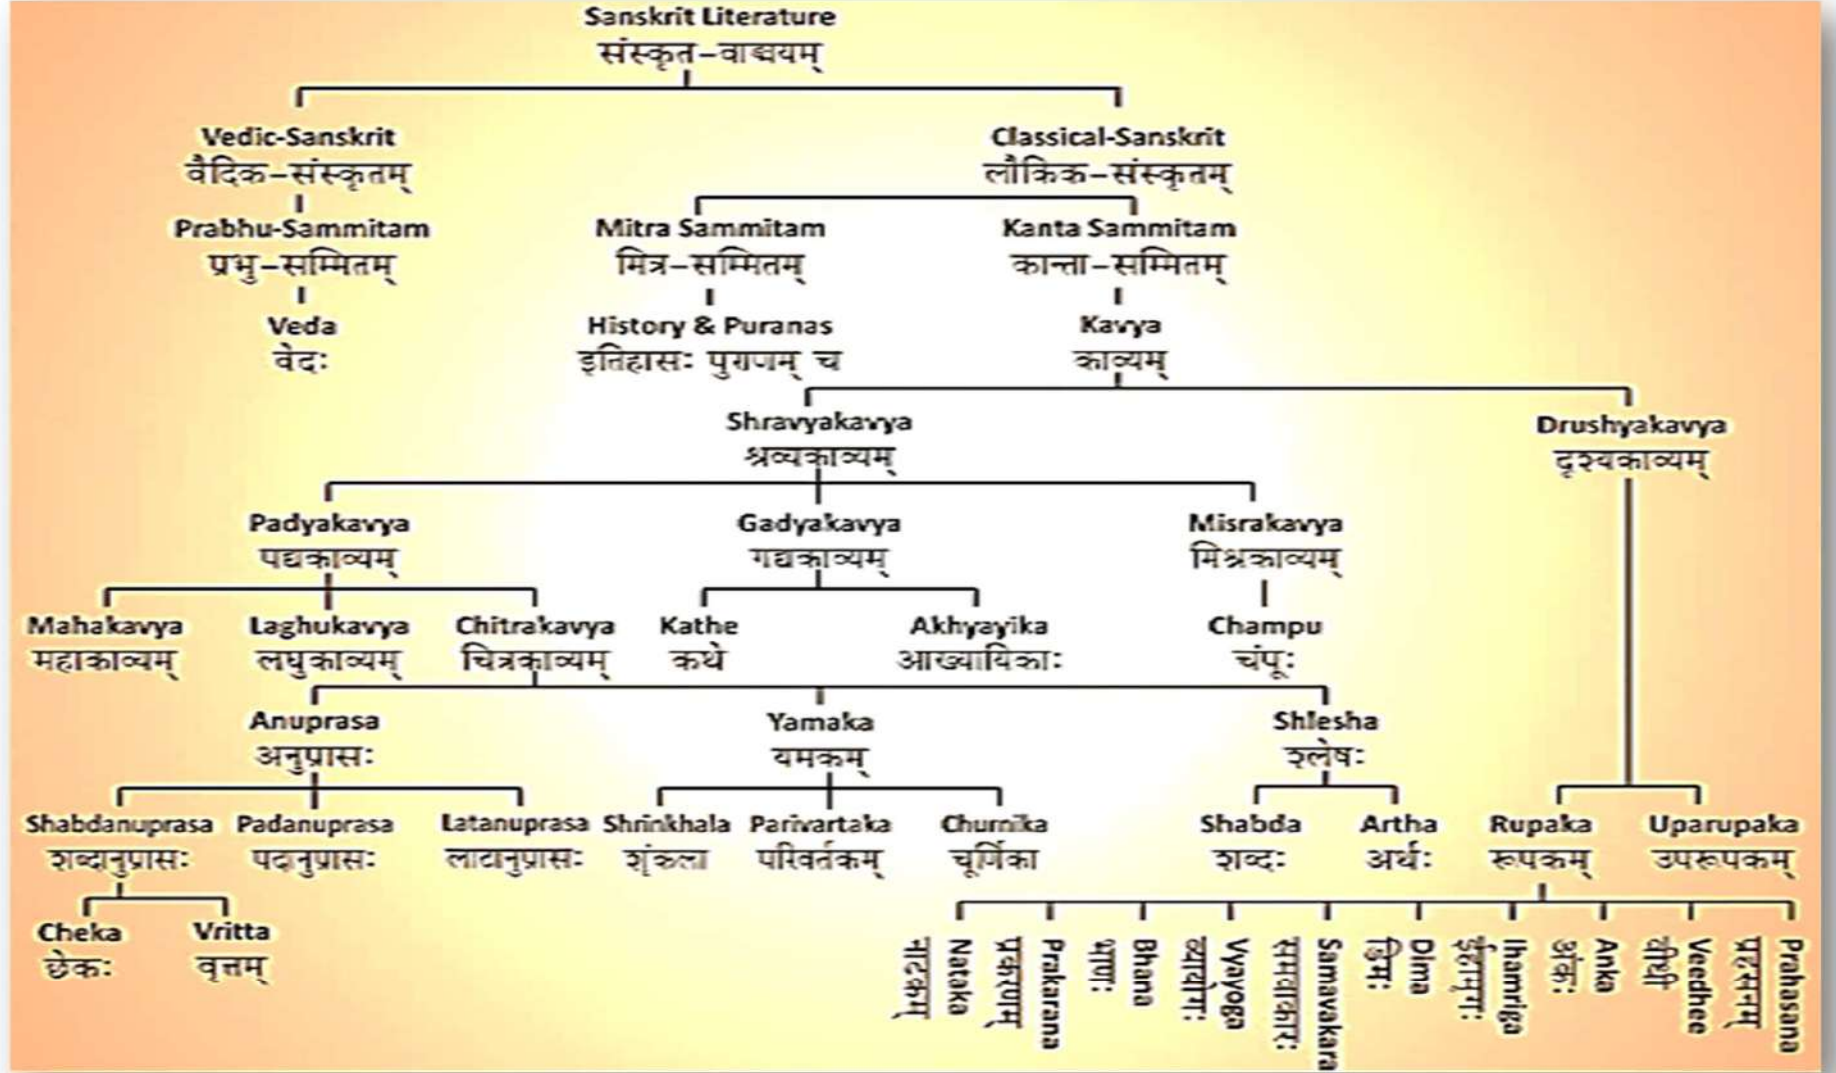 Sanskrit Literature
संस्कृत-वाङ्मयम्
Vedic-Sanskrit
वैदिक-संस्कृतम्
Classical-Sanskrit
लौकिक-संस्कृतम्
Prabhu-Sammitam
प्रभु-सम्मितम्
Mitra Sammitam
मित्र-सम्मितम्
Kanta Sammitam
कान्ता-सम्मितम्
Veda
वेदः
History & Puranas
इतिहासः पुराणम् च
Kavya
काव्यम्
Shravyakavya
श्रव्यकाव्यम्
Drushyakavya
दृश्यकाव्यम्
Padyakavya
पद्यकाव्यम्
Gadyakavya
गद्यकाव्यम्
Misrakavya
मिश्रकाव्यम्
Mahakavya
महाकाव्यम्
Laghukavya
लघुकाव्यम्
Chitrakavya
चित्रकाव्यम्
Kathe
कथे
Akhyayika
आख्यायिकाः
Champu
चंपूः
Anuprasa
अनुप्रासः
Yamaka
यमकम्
Shlesha
श्लेषः
Shabdanuprasa
शब्दानुप्रासः
Padanuprasa
पदानुप्रासः
Latanuprasa
लाटानुप्रासः
Shrinkhala
शृंकला
Parivartaka
परिवर्तकम्
Churnika
चूर्णिका
Shabda
शब्दः
Artha
अर्थः
Rupaka
रूपकम्
Uparupaka
उपरूपकम्
Cheka
छेकः
Vritta
वृत्तम्
Nataka
नाटकम्
Prakarana
प्रकरणम्
Bhana
भाणः
Vyayoga
व्यायोगः
Samavakara
समवाकारः
Dima
डिमः
Ihamriga
ईहामृगः
Anka
अंकः
Veedhee
वीथी
Prahasana
प्रहसनम्